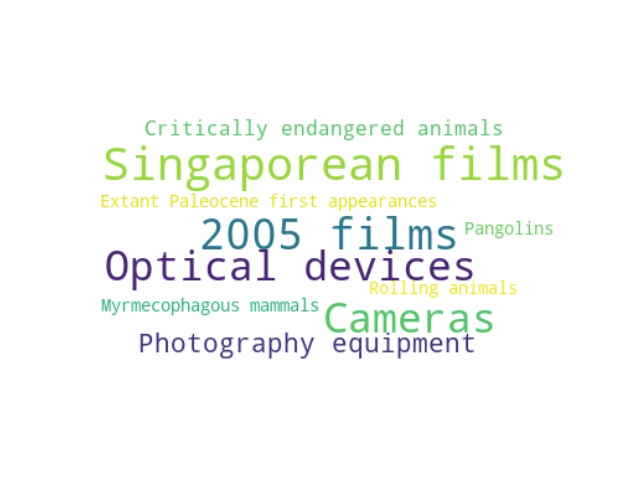 Critically endangered animals
Singaporean films
Extant Paleocene first appearances
2005 films
Pangolins
Optical devices
Rolling animals
Myrmecophagous mammals
Cameras
Photography equipment